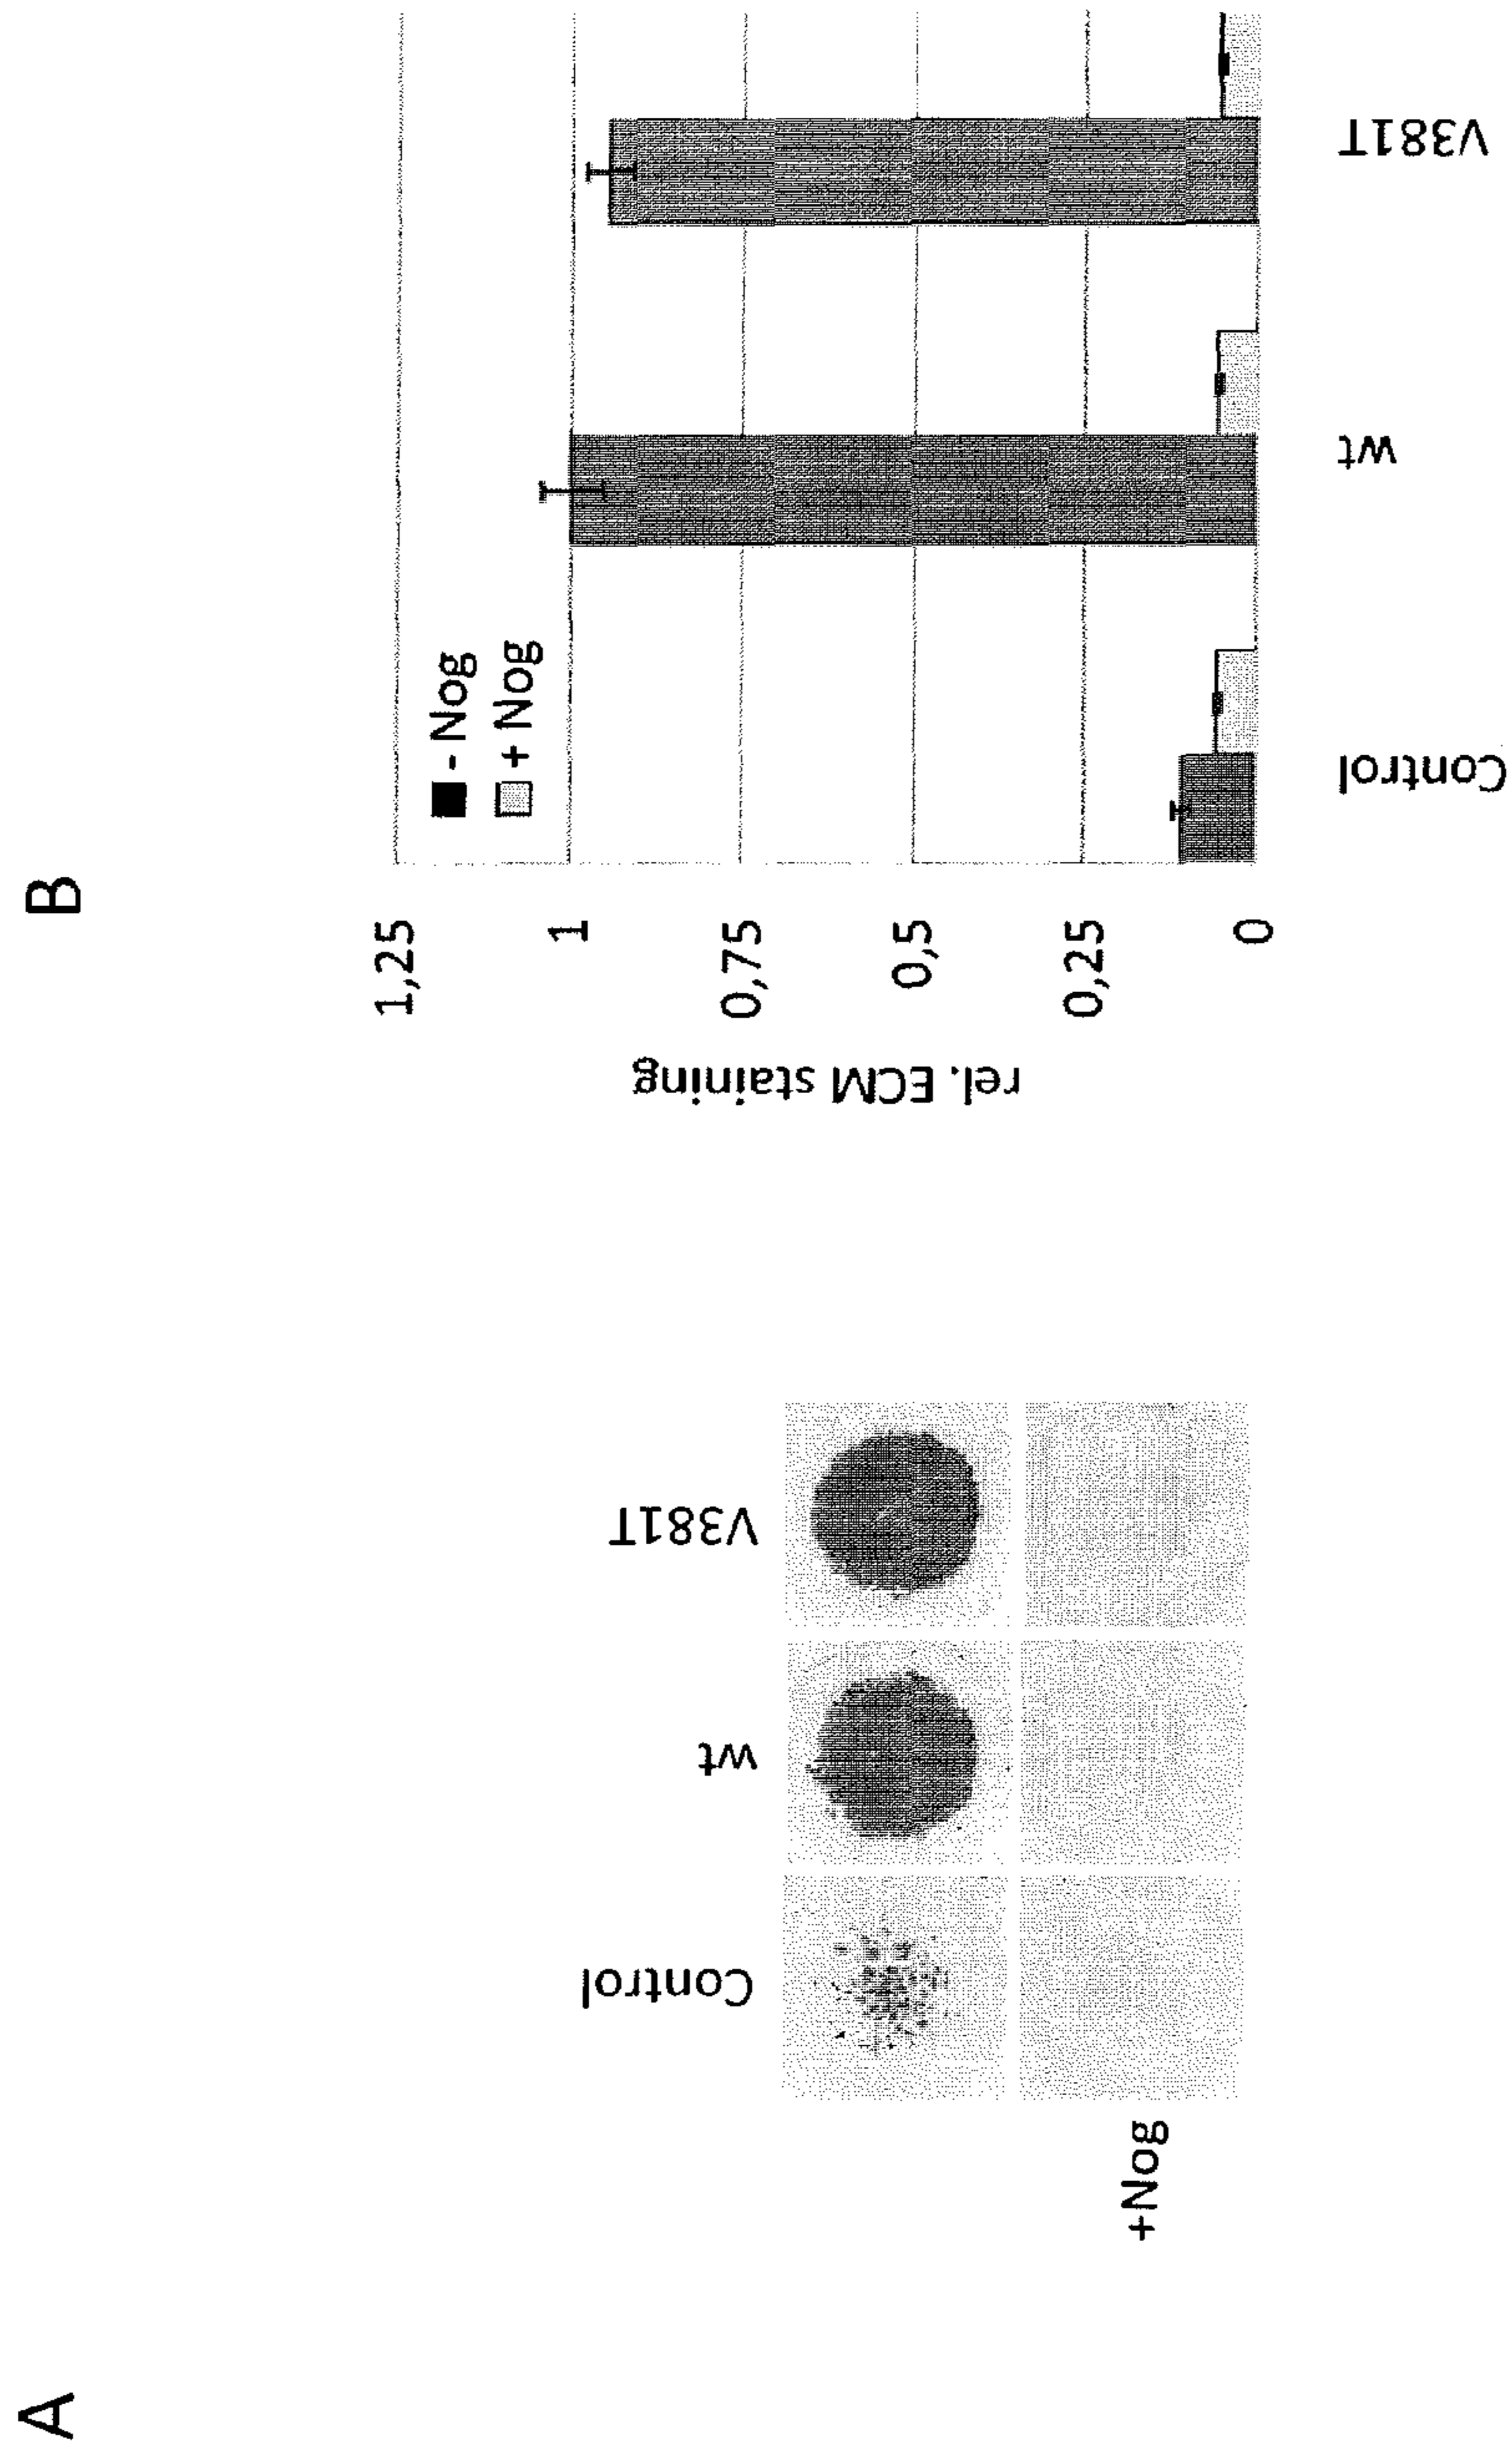 A
Control
wt
V381T
+Nog
B
- Nog
+ Nog
1,25
1
0,75
0,5
0,25
0
rel. ECM staining
Control
wt
V381T